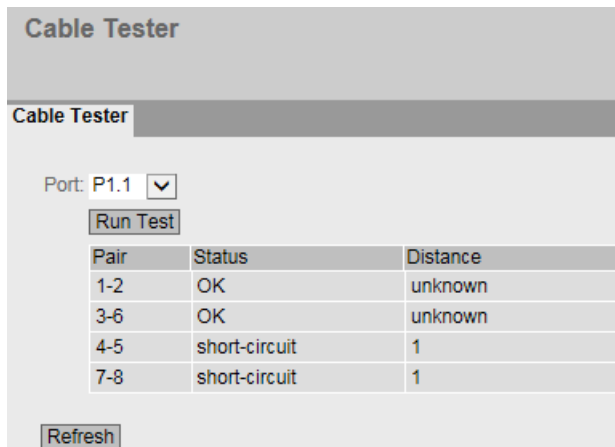 Cable Tester
Cable Tester
Port: P1.1
Run Test
Pair Status Distance
1-2 OK unknown
3-6 OK unknown
4-5 short-circuit 1
7-8 short-circuit 1
Refresh